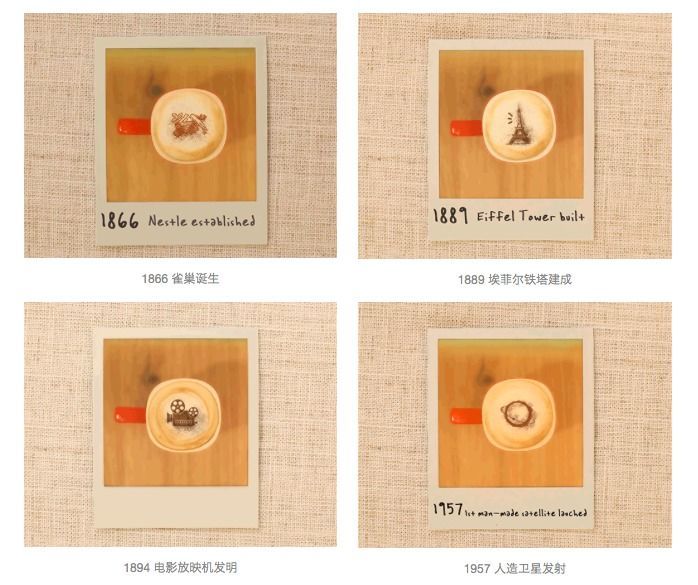 1866 Nestle established
1889 Eiffel Tower built
1866 雀巢诞生
1889 埃菲尔铁塔建成
1957 1st man-made satellite lauched
1894 电影放映机发明
1957 人造卫星发射